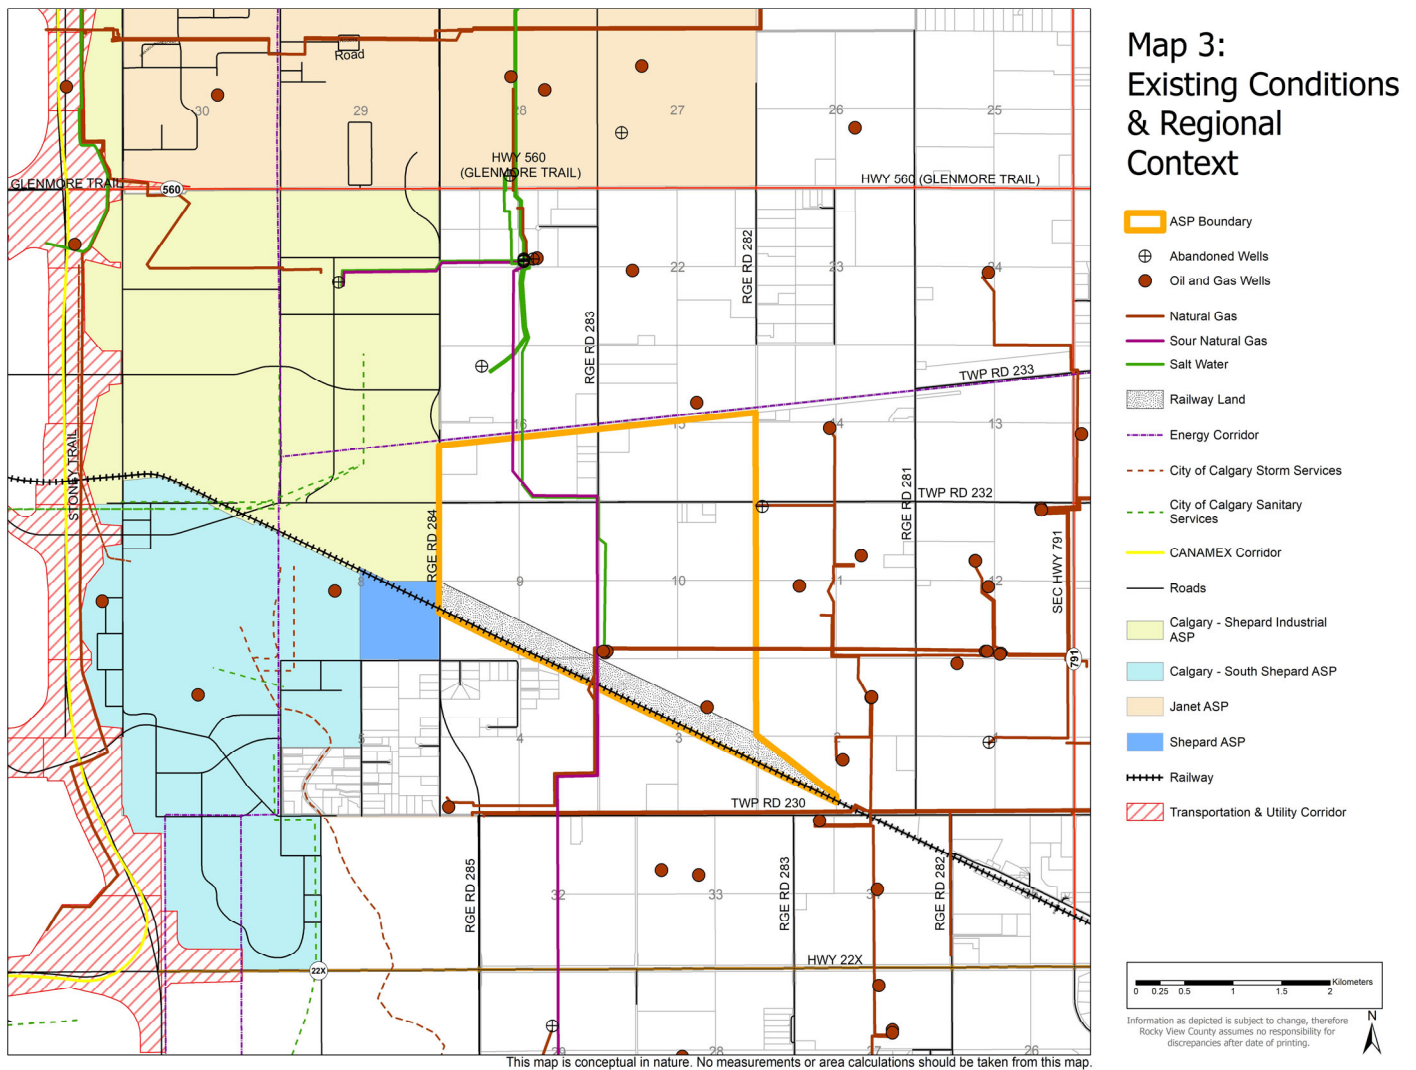 Map 3:
Existing Conditions
& Regional
Context
ASP Boundary
Abandoned Wells
Oil and Gas Wells
Natural Gas
Sour Natural Gas
Salt Water
Railway Land
Energy Corridor
City of Calgary Storm Services
City of Calgary Sanitary
Services
CANAMEX Corridor
Roads
Calgary - Shepard Industrial
ASP
Calgary - South Shepard ASP
Janet ASP
Shepard ASP
Railway
Transportation & Utility Corridor
0 0.25 0.5 1 1.5 2 Kilometers
Information as depicted is subject to change, therefore
Rocky View County assumes no responsibility for
discrepancies after date of printing.
N
Road
30 29 28 27 26 25
HWY 560
(GLENMORE TRAIL)
GLENMORE TRAIL
560
HWY 560 (GLENMORE TRAIL)
RGE RD 282
22 23 24
RGE RD 283
TWP RD 233
16 15 14 13
STONEY TRAIL
RGE RD 281
TWP RD 232
RGE RD 284
SEC HWY 791
8 9 10 11 12
791
5 4 3 2 1
TWP RD 230
RGE RD 285
RGE RD 283
RGE RD 282
32 33 34
HWY 22X
22X
29 28 27 26
This map is conceptual in nature. No measurements or area calculations should be taken from this map.